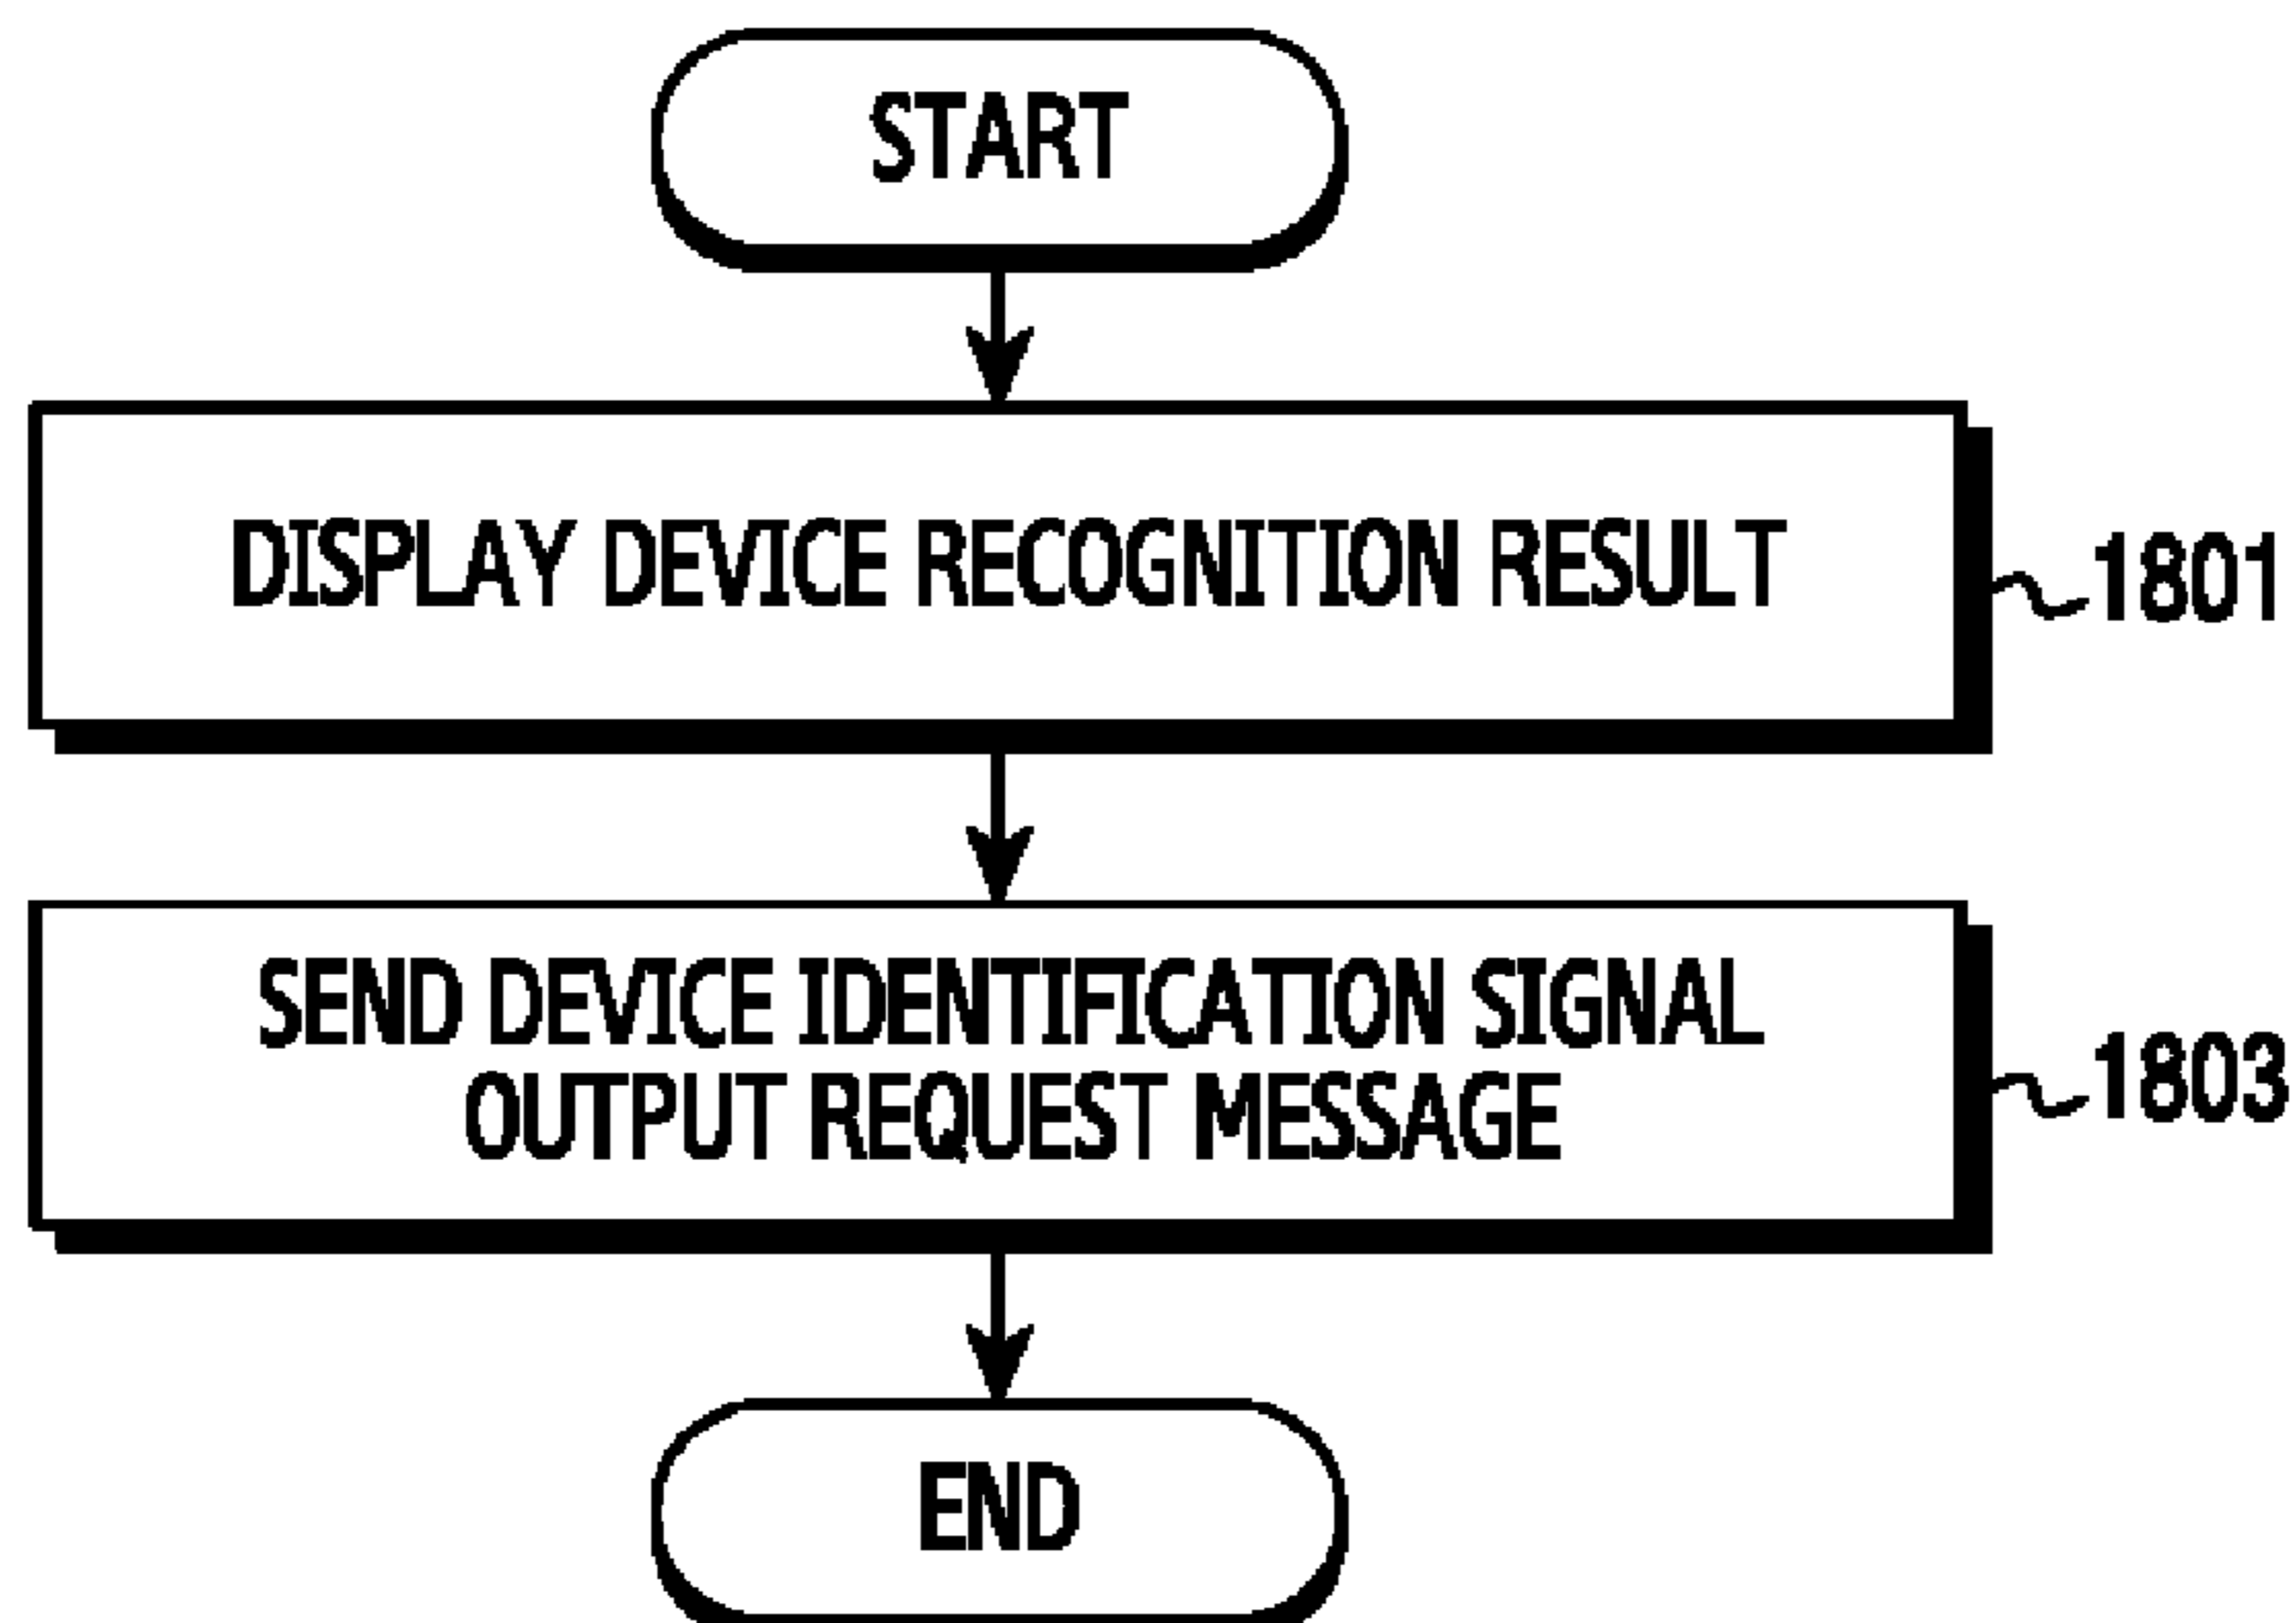 START
DISPLAY DEVICE RECOGNITION RESULT
1801
SEND DEVICE IDENTIFICATION SIGNAL
OUTPUT REQUEST MESSAGE
1803
END